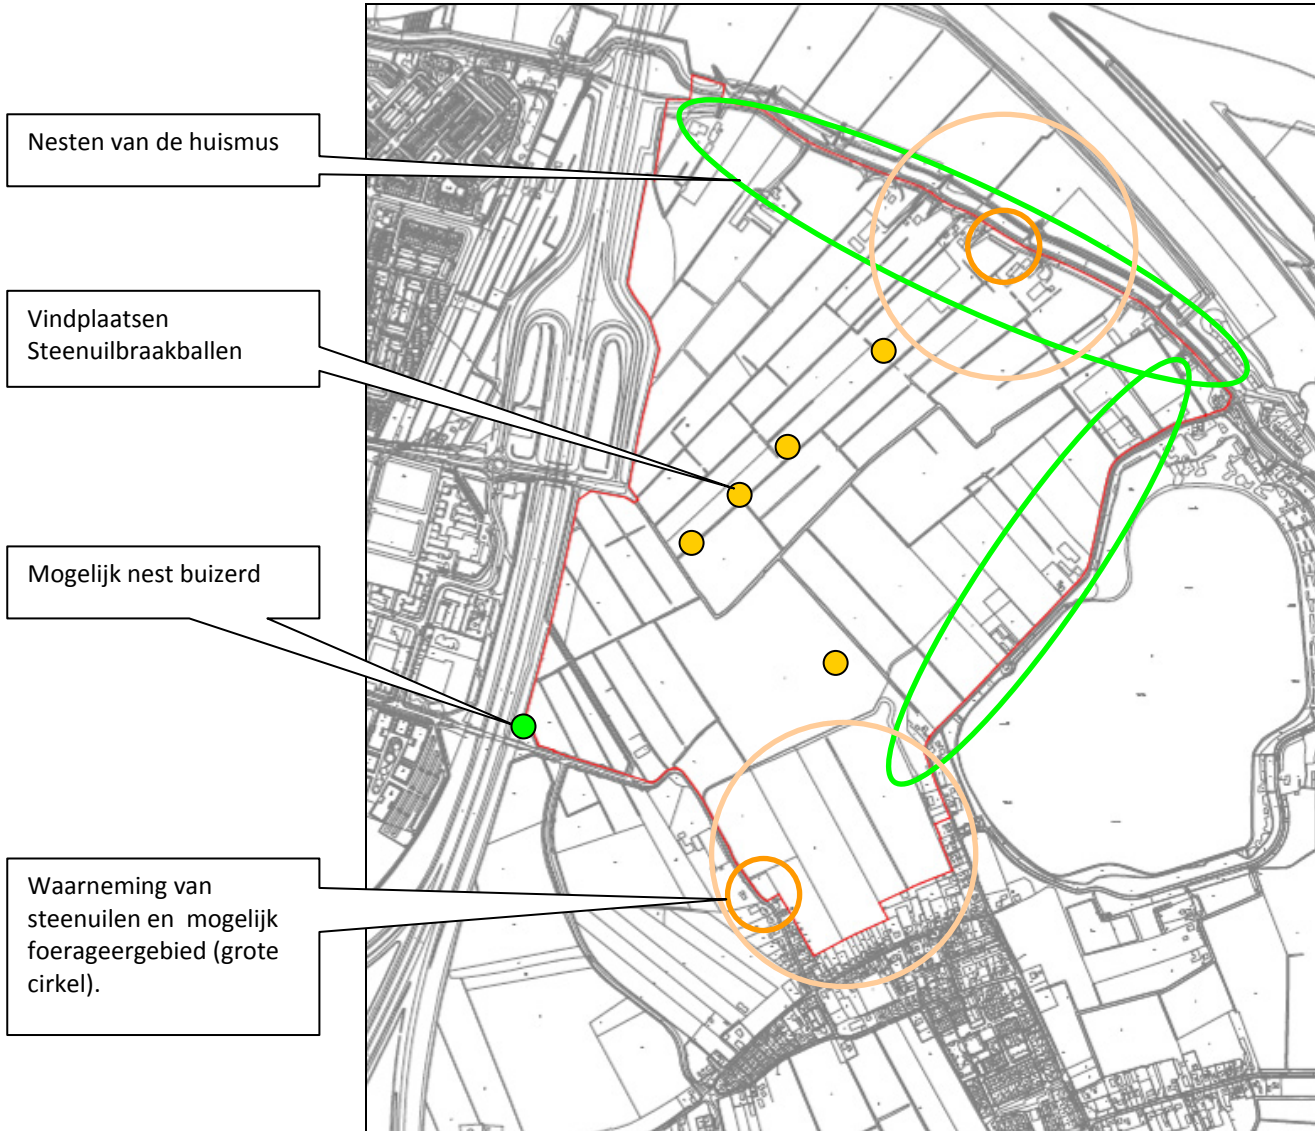 Nesten van de huismus
Vindplaatsen
Steenuilbraakballen
Mogelijk nest buizerd
Waarneming van
steenuilen en mogelijk
foerageergebied (grote
cirkel).